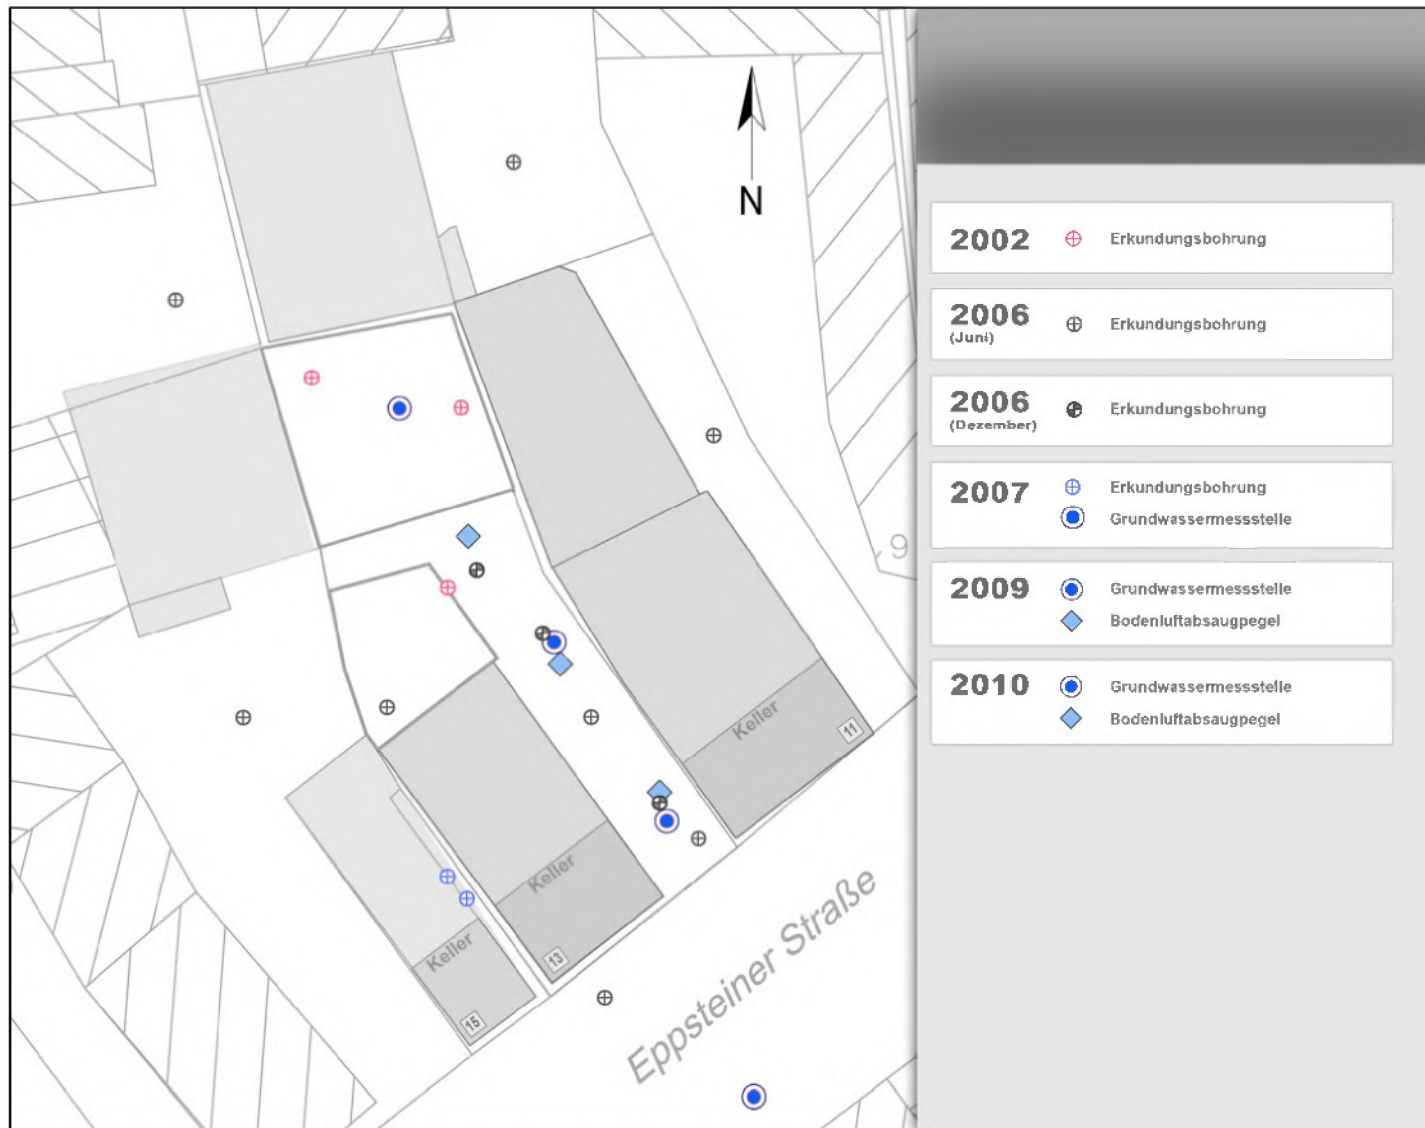 N
9
Keller
11
Keller
13
Keller
15
Eppsteiner Straße
2002 Erkundungsbohrung
2006 Erkundungsbohrung
(Juni)
2006 Erkundungsbohrung
(Dezember)
2007 Erkundungsbohrung
Grundwassermessstelle
2009 Grundwassermessstelle
Bodenluftabsaugpegel
2010 Grundwassermessstelle
Bodenluftabsaugpegel